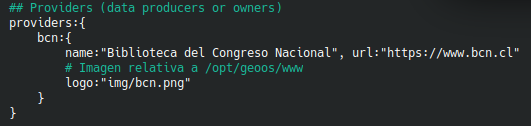 ## Providers (data producers or owners)
providers:{
    bcn:{
        name:"Biblioteca del Congreso Nacional", url:"https://www.bcn.cl"
        # Imagen relativa a /opt/geoos/www
        logo:"img/bcn.png"
    }
}